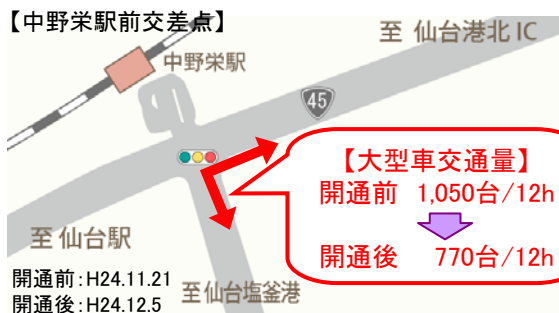 【中野栄駅前交差点】
至 仙台港北 IC
中野栄駅
45
【大型車交通量】
開通前 1,050台/12h
開通後 770台/12h
至 仙台駅
開通前:H24.11.21
開通後:H24.12.5
至 仙台塩釜港